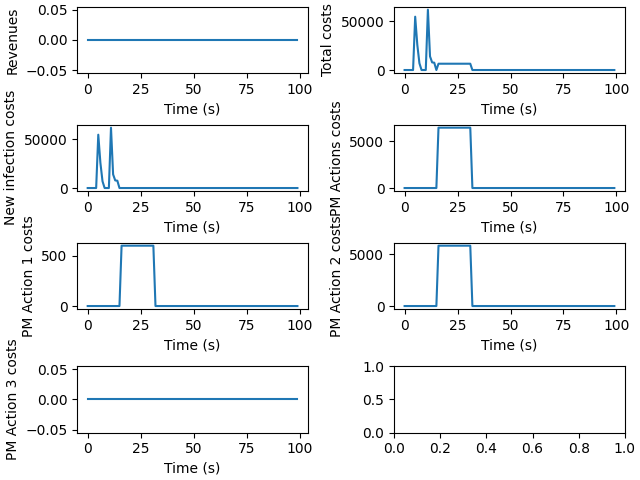 Revenues
0.05
0.00
−0.05
0 25 50 75 100
Time (s)
Total costs
50000
0
0 25 50 75 100
Time (s)
New infection costs
50000
0
0 25 50 75 100
Time (s)
PM Actions costs
5000
0
0 25 50 75 100
Time (s)
PM Action 1 costs
500
0
0 25 50 75 100
Time (s)
PM Action 2 costs
5000
0
0 25 50 75 100
Time (s)
PM Action 3 costs
0.05
0.00
−0.05
0 25 50 75 100
Time (s)
1.0
0.5
0.0
0.0 0.2 0.4 0.6 0.8 1.0